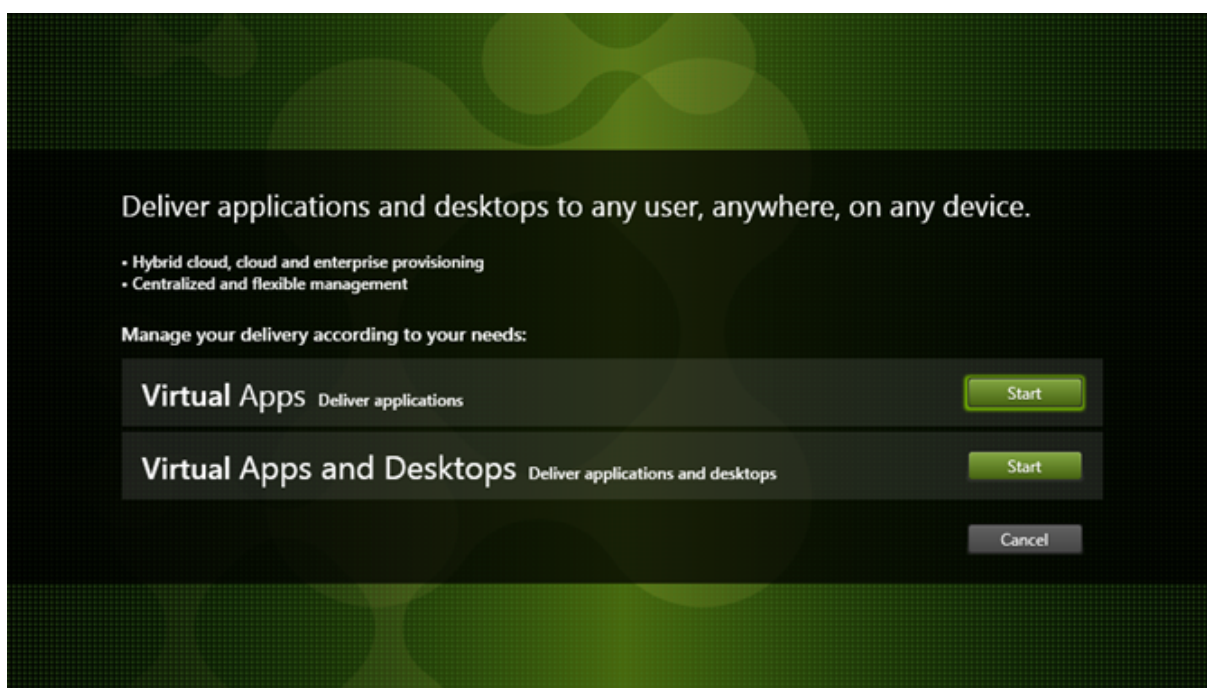 Deliver applications and desktops to any user, anywhere, on any device.
• Hybrid cloud, cloud and enterprise provisioning
• Centralized and flexible management
Manage your delivery according to your needs:
Virtual Apps Deliver applications Start
Virtual Apps and Desktops Deliver applications and desktops Start
Cancel